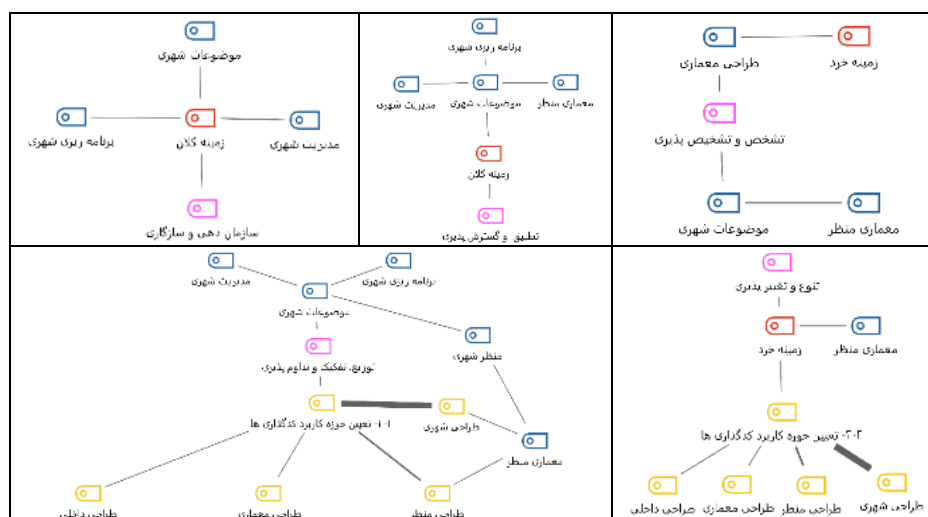 موضوعات شهری
برنامه ریزی شهری
زمینه کلان
مدیریت شهری
سازمان دهی و سازگاری
برنامه ریزی شهری
مدیریت شهری
موضوعات شهری
معماری منظر
زمینه کلان
تطبیق و گسترش پذیری
طراحی معماری
زمینه خرد
تشخص و تشخیص پذیری
موضوعات شهری
معماری منظر
مدیریت شهری
برنامه ریزی شهری
موضوعات شهری
منظر شهری
توزیع، تفکیک و تداوم پذیری
۱-۱- تعیین حوزه کاربرد کدگذاری ها
طراحی شهری
معماری منظر
طراحی داخلی
طراحی معماری
طراحی منظر
تنوع و تغییر پذیری
زمینه خرد
معماری منظر
۲-۲- تعیین حوزه کاربرد کدگذاری ها
طراحی داخلی
طراحی معماری
طراحی منظر
طراحی شهری